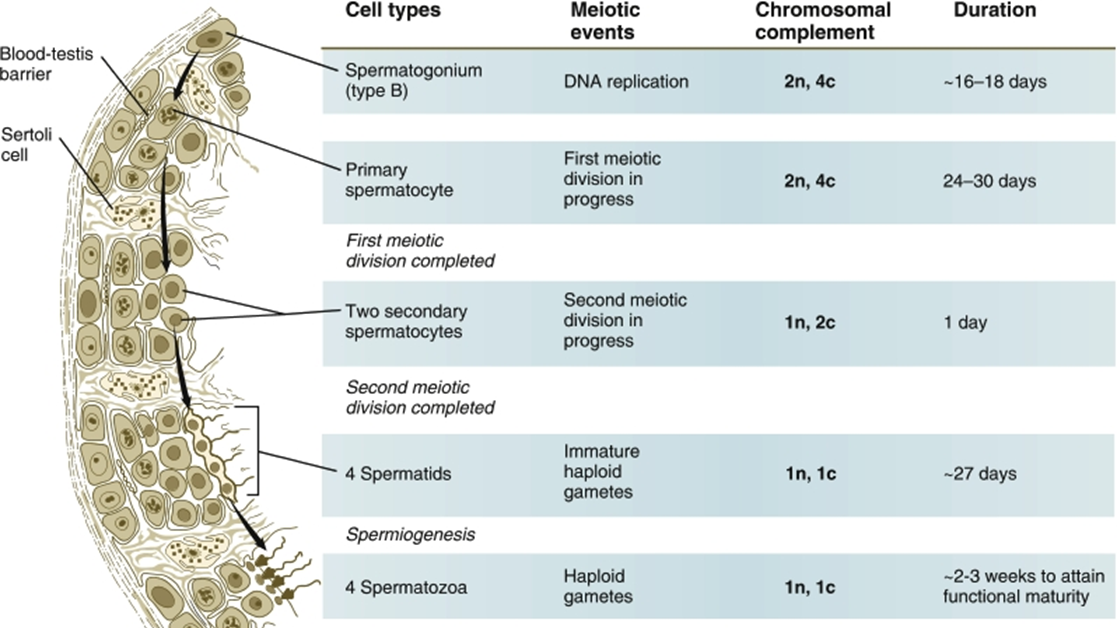 Cell types
Meiotic
events
Chromosomal
complement
Duration
Blood-testis
barrier
Sertoli
cell
Spermatogonium
(type B)
DNA replication
2n, 4c
~16–18 days
Primary
spermatocyte
First meiotic
division in
progress
2n, 4c
24–30 days
First meiotic
division completed
Two secondary
spermatocytes
Second meiotic
division in
progress
1n, 2c
1 day
Second meiotic
division completed
4 Spermatids
Immature
haploid
gametes
1n, 1c
~27 days
Spermiogenesis
4 Spermatozoa
Haploid
gametes
1n, 1c
~2-3 weeks to attain
functional maturity